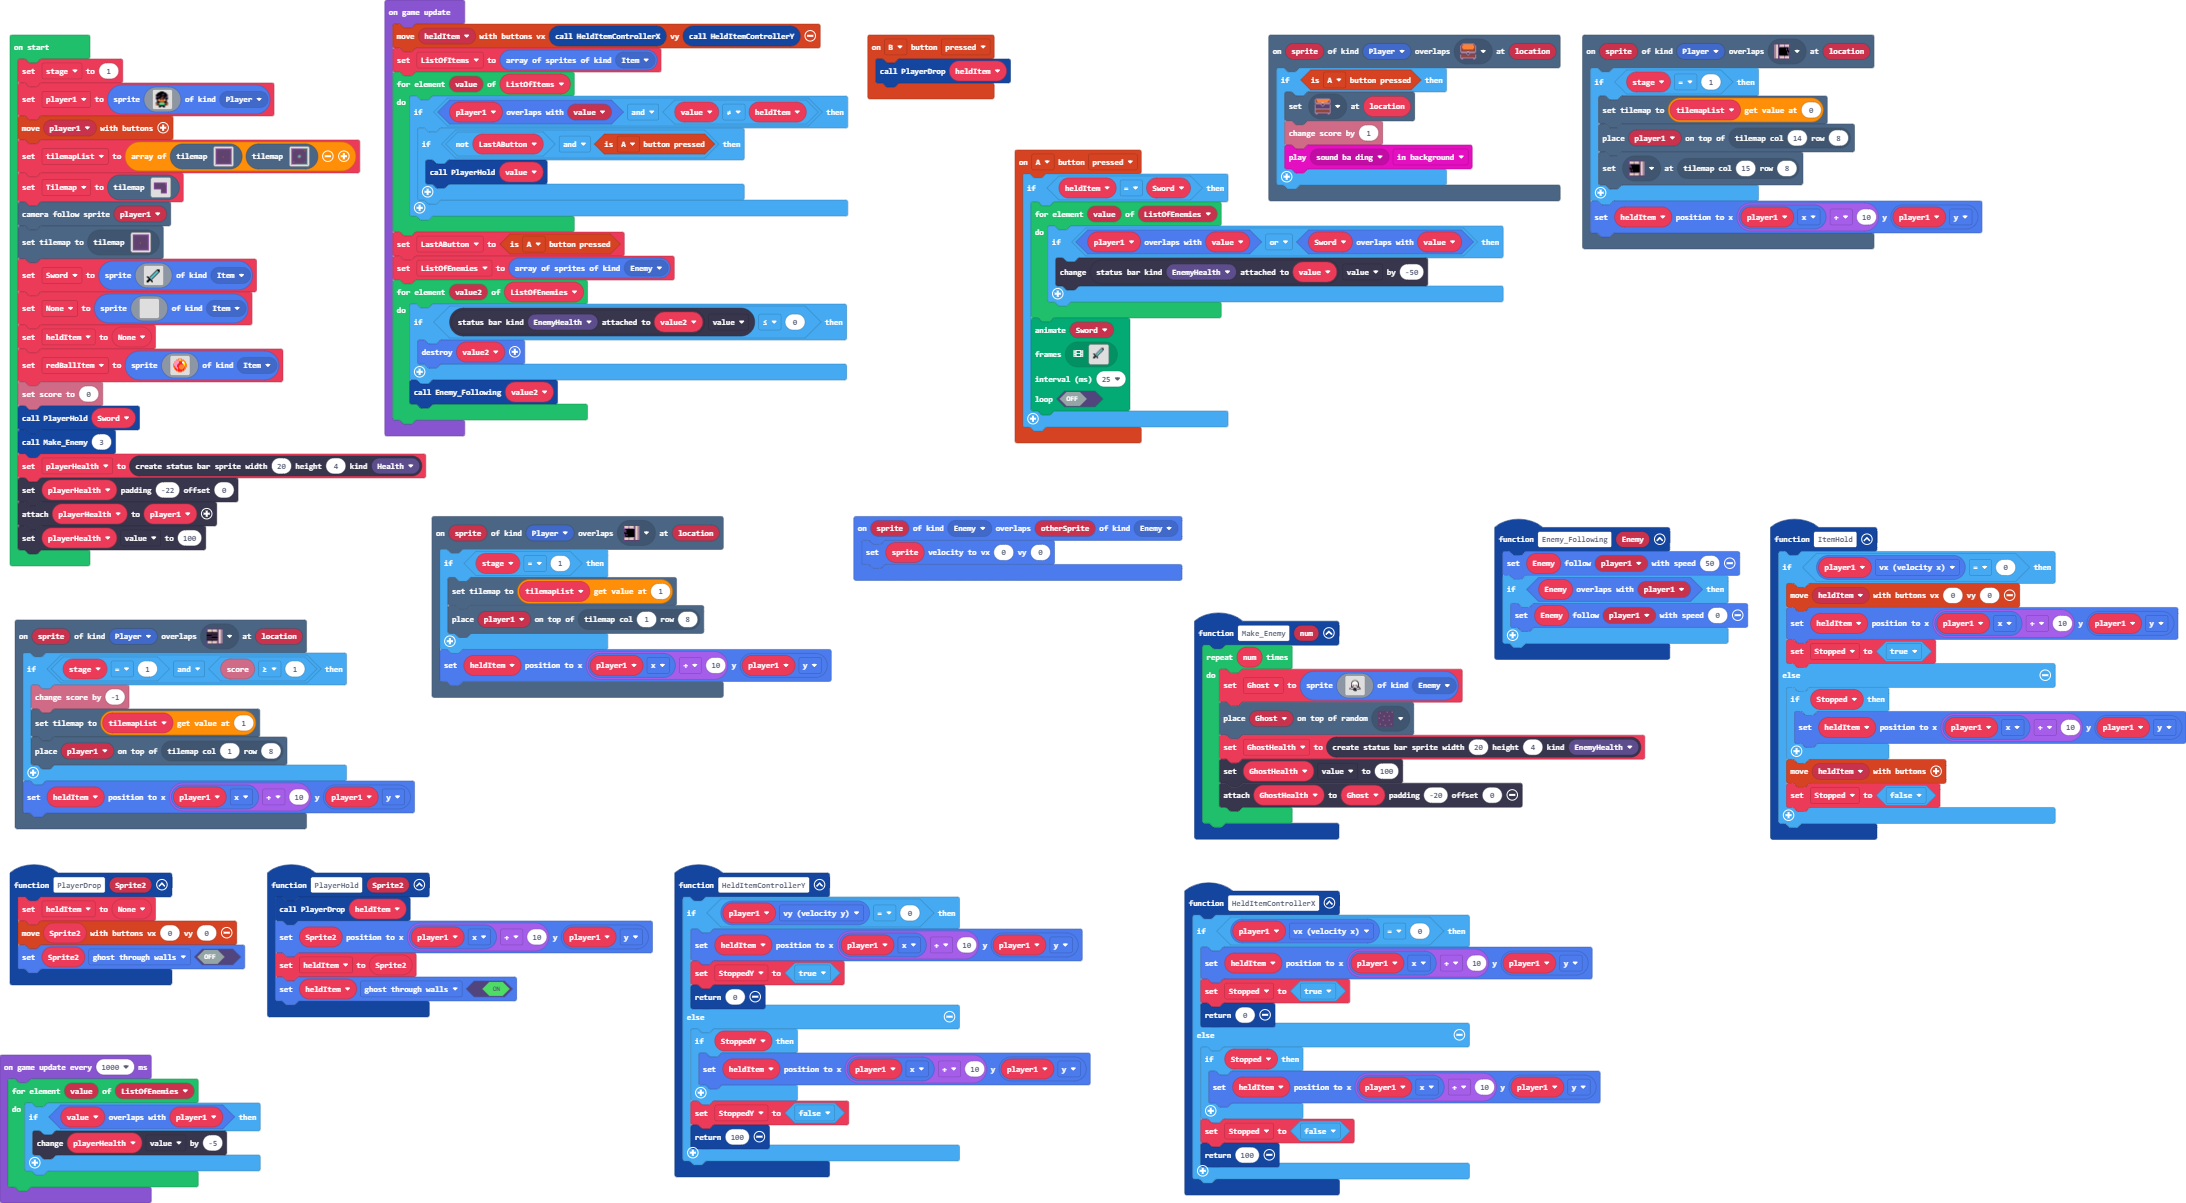 on start
set stage to 1
set player1 to sprite of kind Player
move player1 with buttons
set tilemapList to array of tilemap tilemap
set Tilemap to tilemap
camera follow sprite player1
set tilemap to tilemap
set Sword to sprite of kind Item
set None to sprite of kind Item
set heldItem to None
set redBallItem to sprite of kind Item
set score to 0
call PlayerHold Sword
call Make_Enemy 3
set playerHealth to create status bar sprite width 20 height 4 kind Health
set playerHealth padding -22 offset 0
attach playerHealth to player1
set playerHealth value to 100
on game update
move heldItem with buttons vx call HeldItemControllerX vy call HeldItemControllerY
set ListOfItems to array of sprites of kind Item
for element value of ListOfItems
do
if player1 overlaps with value and value ≠ heldItem then
if not LastAButton and is A button pressed then
call PlayerHold value
set LastAButton to is A button pressed
set ListOfEnemies to array of sprites of kind Enemy
for element value2 of ListOfEnemies
do
if status bar kind EnemyHealth attached to value2 value ≤ 0 then
destroy value2
call Enemy_Following value2
on B button pressed
call PlayerDrop heldItem
on A button pressed
if heldItem = Sword then
for element value of ListOfEnemies
do
if player1 overlaps with value or Sword overlaps with value then
change status bar kind EnemyHealth attached to value value by -50
animate Sword
frames
interval (ms) 25
loop OFF
on sprite of kind Player overlaps at location
if is A button pressed then
set at location
change score by 1
play sound ba ding in background
on sprite of kind Player overlaps at location
if stage = 1 then
set tilemap to tilemapList get value at 0
place player1 on top of tilemap col 14 row 8
set at tilemap col 15 row 8
set heldItem position to x player1 x + 10 y player1 y
on sprite of kind Player overlaps at location
if stage = 1 then
set tilemap to tilemapList get value at 1
place player1 on top of tilemap col 1 row 8
set heldItem position to x player1 x + 10 y player1 y
on sprite of kind Enemy overlaps otherSprite of kind Enemy
set sprite velocity to vx 0 vy 0
function Enemy_Following Enemy
set Enemy follow player1 with speed 50
if Enemy overlaps with player1 then
set Enemy follow player1 with speed 0
function ItemHold
if player1 vx (velocity x) = 0 then
move heldItem with buttons vx 0 vy 0
set heldItem position to x player1 x + 10 y player1 y
set Stopped to true
else
if Stopped then
set heldItem position to x player1 x + 10 y player1 y
move heldItem with buttons
set Stopped to false
on sprite of kind Player overlaps at location
if stage = 1 and score ≥ 1 then
change score by -1
set tilemap to tilemapList get value at 1
place player1 on top of tilemap col 1 row 8
set heldItem position to x player1 x + 10 y player1 y
function Make_Enemy num
repeat num times
do
set Ghost to sprite of kind Enemy
place Ghost on top of random
set GhostHealth to create status bar sprite width 20 height 4 kind EnemyHealth
set GhostHealth value to 100
attach GhostHealth to Ghost padding -20 offset 0
function PlayerDrop Sprite2
set heldItem to None
move Sprite2 with buttons vx 0 vy 0
set Sprite2 ghost through walls OFF
function PlayerHold Sprite2
call PlayerDrop heldItem
set Sprite2 position to x player1 x + 10 y player1 y
set heldItem to Sprite2
set heldItem ghost through walls ON
function HeldItemControllerY
if player1 vy (velocity y) = 0 then
set heldItem position to x player1 x + 10 y player1 y
set StoppedY to true
return 0
else
if StoppedY then
set heldItem position to x player1 x + 10 y player1 y
set StoppedY to false
return 100
function HeldItemControllerX
if player1 vx (velocity x) = 0 then
set heldItem position to x player1 x + 10 y player1 y
set Stopped to true
return 0
else
if Stopped then
set heldItem position to x player1 x + 10 y player1 y
set Stopped to false
return 100
on game update every 1000 ms
for element value of ListOfEnemies
do
if value overlaps with player1 then
change playerHealth value by -5